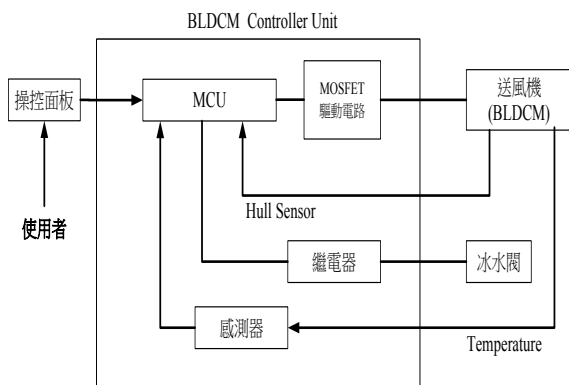 BLDCM Controller Unit
操控面板
MCU
MOSFET
驅動電路
送風機
(BLDCM)
使用者
Hull Sensor
繼電器
冰水閥
感測器
Temperature